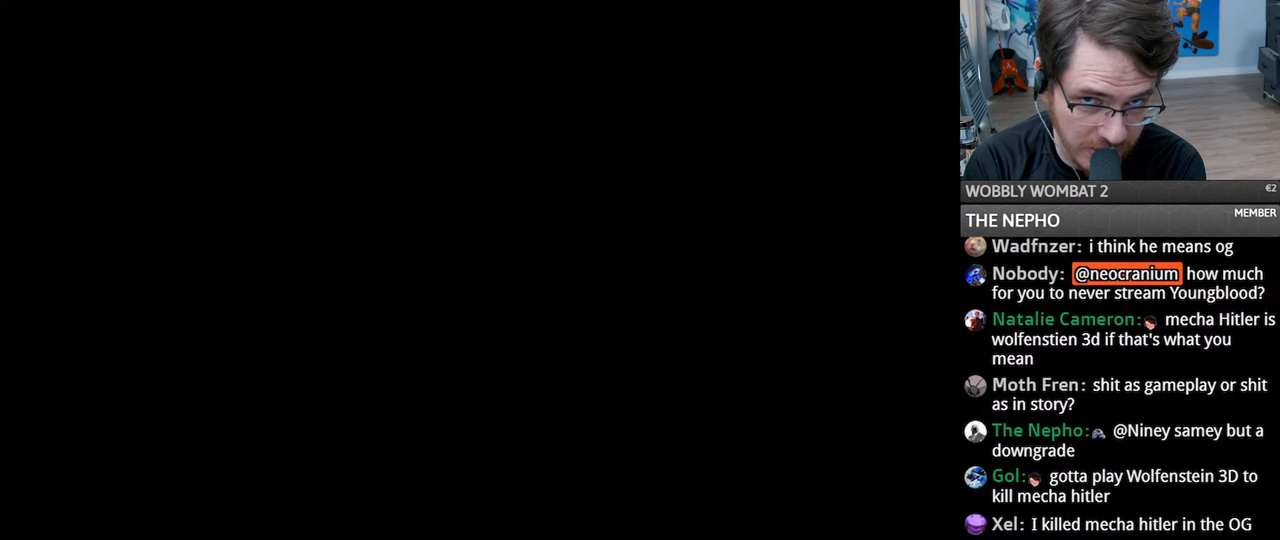 WOBBLY WOMBAT 2 €2
THE NEPHO MEMBER
Wadfnzer: i think he means og
Nobody: @neocranium how much
for you to never stream Youngblood?
Natalie Cameron: mecha Hitler is
wolfenstien 3d if that's what you
mean
Moth Fren: shit as gameplay or shit
as in story?
The Nepho: @Niney samey but a
downgrade
Gol: gotta play Wolfenstein 3D to
kill mecha hitler
Xel: I killed mecha hitler in the OG